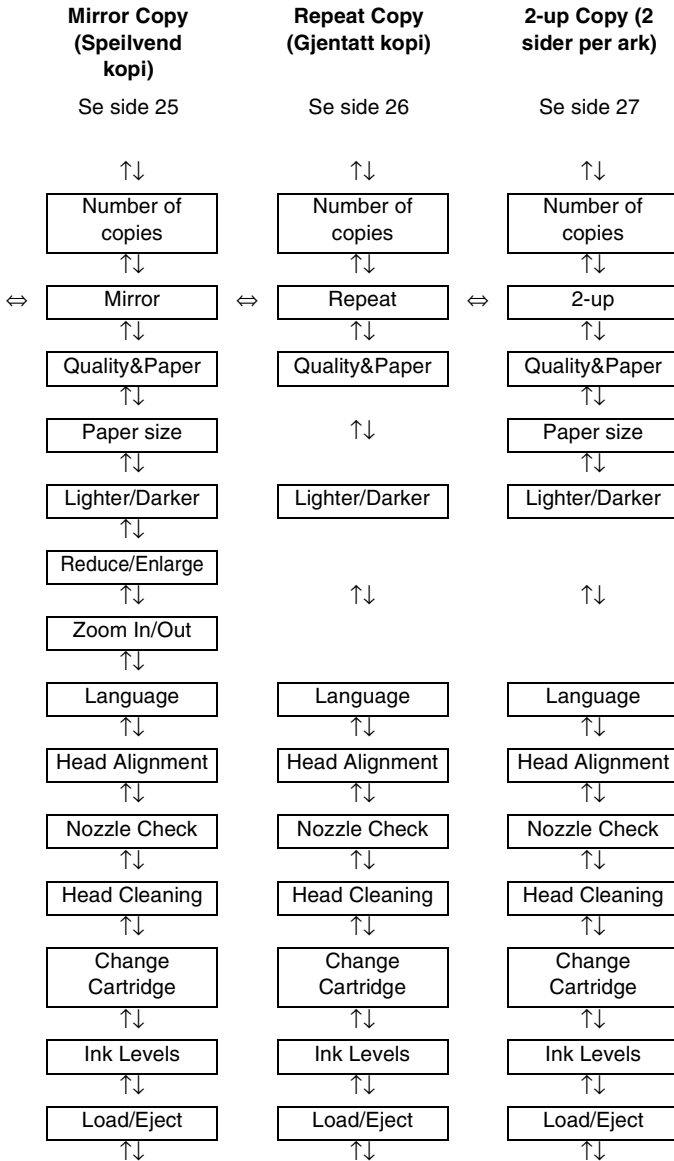 Mirror Copy Repeat Copy 2-up Copy (2
(Speilvend (Gjentatt kopi) sider per ark)
kopi)
Se side 25 Se side 26 Se side 27
↑↓ ↑↓ ↑↓
Number of Number of Number of
copies copies copies
↑↓ ↑↓ ↑↓
⇔ Mirror ⇔ Repeat ⇔ 2-up
↑↓ ↑↓ ↑↓
Quality&Paper Quality&Paper Quality&Paper
↑↓ ↑↓
Paper size ↑↓ Paper size
↑↓ ↑↓
Lighter/Darker Lighter/Darker Lighter/Darker
↑↓
Reduce/Enlarge
↑↓ ↑↓ ↑↓
Zoom In/Out
↑↓
Language Language Language
↑↓ ↑↓ ↑↓
Head Alignment Head Alignment Head Alignment
↑↓ ↑↓ ↑↓
Nozzle Check Nozzle Check Nozzle Check
↑↓ ↑↓ ↑↓
Head Cleaning Head Cleaning Head Cleaning
↑↓ ↑↓ ↑↓
Change Change Change
Cartridge Cartridge Cartridge
↑↓ ↑↓ ↑↓
Ink Levels Ink Levels Ink Levels
↑↓ ↑↓ ↑↓
Load/Eject Load/Eject Load/Eject
↑↓ ↑↓ ↑↓